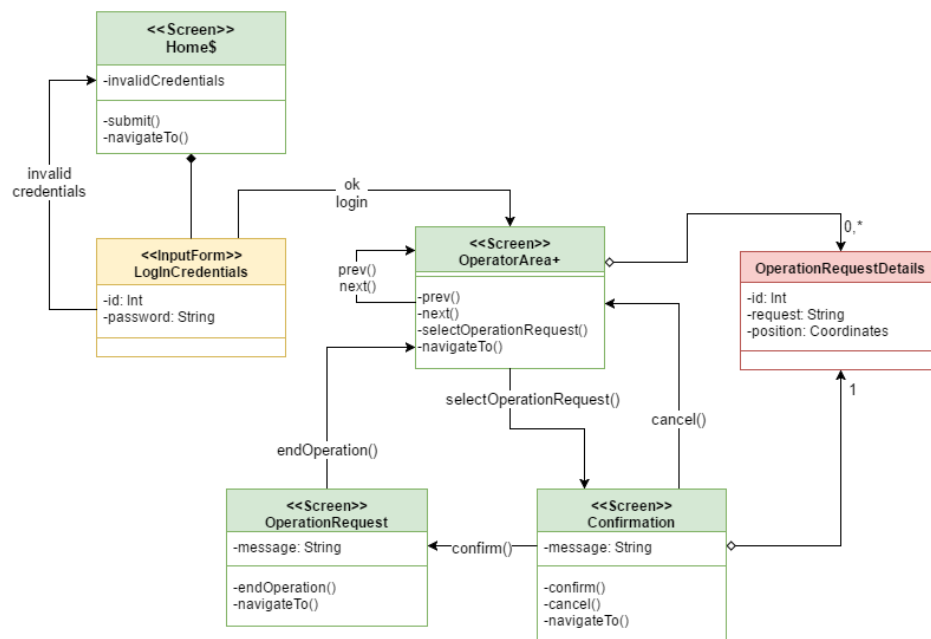 <<Screen>>
Home$
-invalidCredentials
-submit()
-navigateTo()
invalid
credentials
ok
login
<<InputForm>>
LogInCredentials
-id: Int
-password: String
<<Screen>>
OperatorArea+
prev()
next()
-prev()
-next()
-selectOperationRequest()
-navigateTo()
0,*
OperationRequestDetails
-id: Int
-request: String
-position: Coordinates
1
selectOperationRequest()
cancel()
endOperation()
<<Screen>>
OperationRequest
-message: String
-endOperation()
-navigateTo()
confirm()
<<Screen>>
Confirmation
-message: String
-confirm()
-cancel()
-navigateTo()